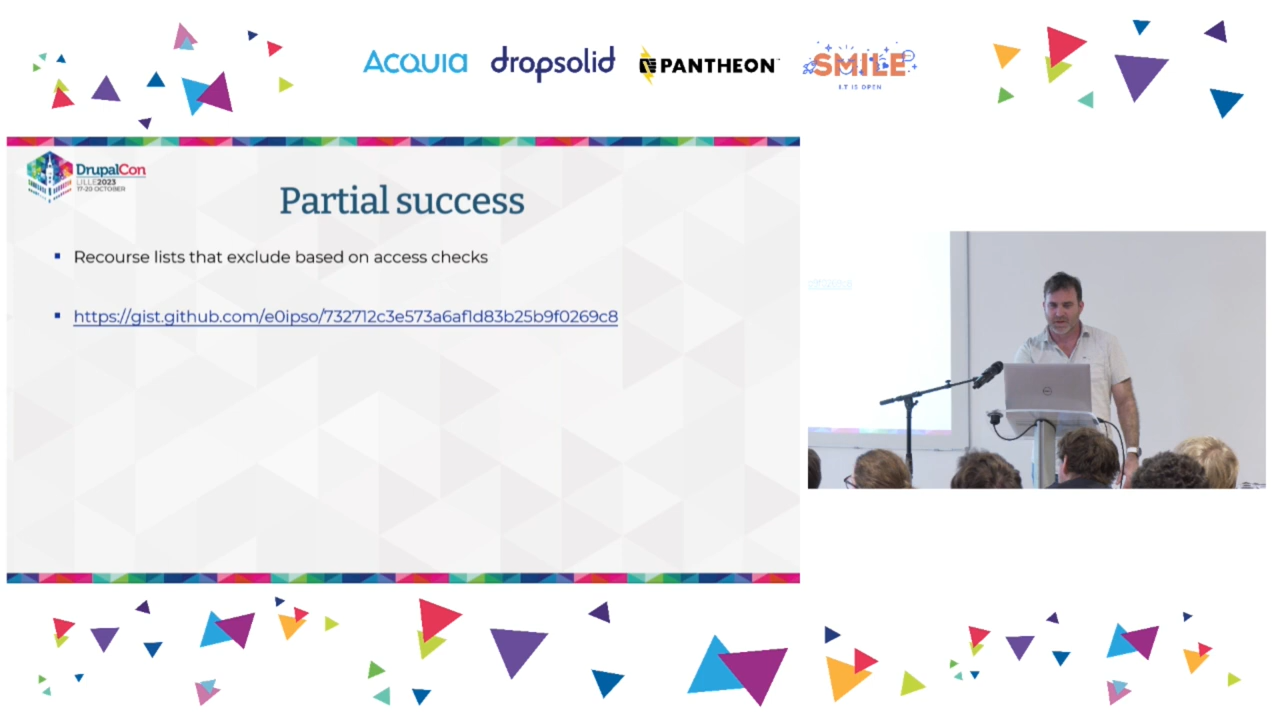 Acquia
dropsolid
PANTHEON
SMILE
I.T IS OPEN
DrupalCon
LILLE2023
17-20 OCTOBER
Partial success
Recourse lists that exclude based on access checks
https://gist.github.com/e0ipso/732712c3e573a6af1d83b25b9f0269c8